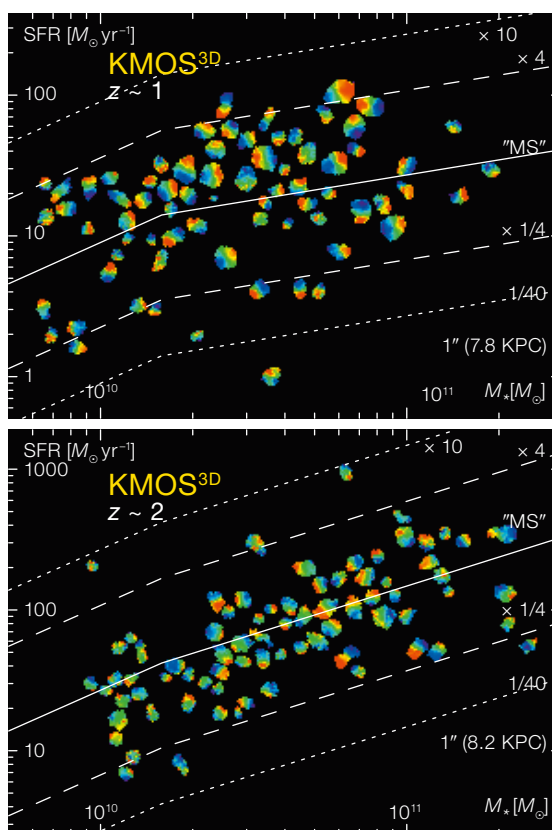 SFR [M⊙ yr⁻¹]
× 10
KMOS³ᴰ
× 4
z ~ 1
100
"MS"
10
× 1/4
1/40
1″ (7.8 KPC)
1
10¹⁰
10¹¹
M* [M⊙]
SFR [M⊙ yr⁻¹]
× 10
× 4
1000
KMOS³ᴰ
z ~ 2
"MS"
100
× 1/4
1/40
10
1″ (8.2 KPC)
10¹⁰
10¹¹
M* [M⊙]